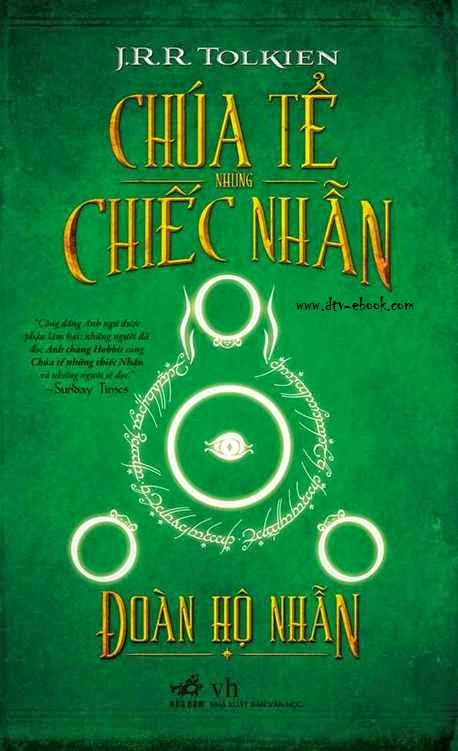 J.R.R. TOLKIEN
CHÚA TỂ
NHỮNG
CHIẾC NHẪN
www.dtv-ebook.com
"Cộng đồng Anh ngữ được
phân làm hai: những người đã
đọc Anh chàng Hobbit cùng
Chúa tể những chiếc Nhẫn
và những người sẽ đọc."
~Sunday Times
ĐOÀN HỘ NHẪN
vh
NHÃ NAM
NHÀ XUẤT BẢN VĂN HỌC